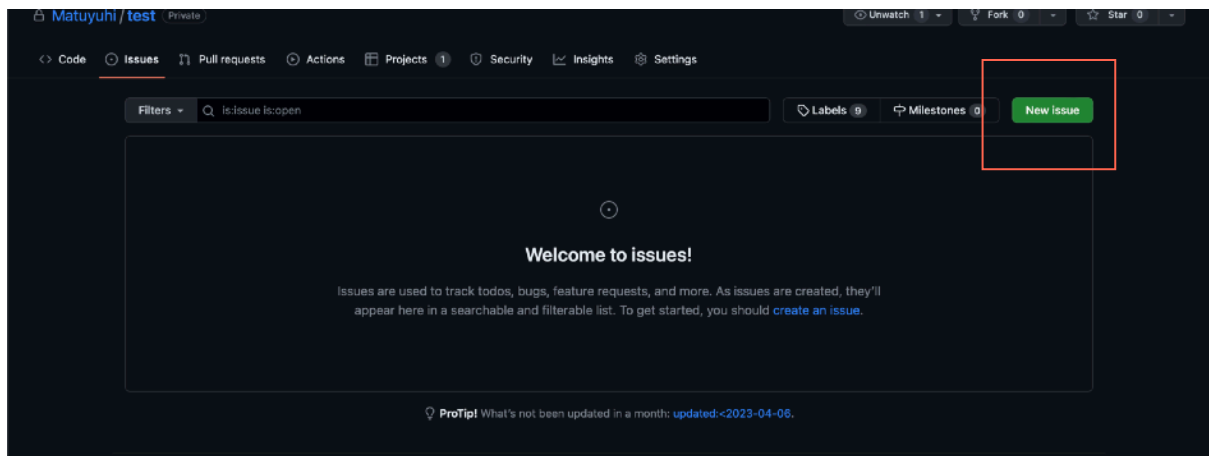 Matuyuhi / test Private Unwatch 1 Fork 0 Star 0
Code Issues Pull requests Actions Projects 1 Security Insights Settings
Filters is:issue is:open Labels 9 Milestones 0 New issue
Welcome to issues!
Issues are used to track todos, bugs, feature requests, and more. As issues are created, they'll
appear here in a searchable and filterable list. To get started, you should create an issue.
ProTip! What's not been updated in a month: updated:<2023-04-06.